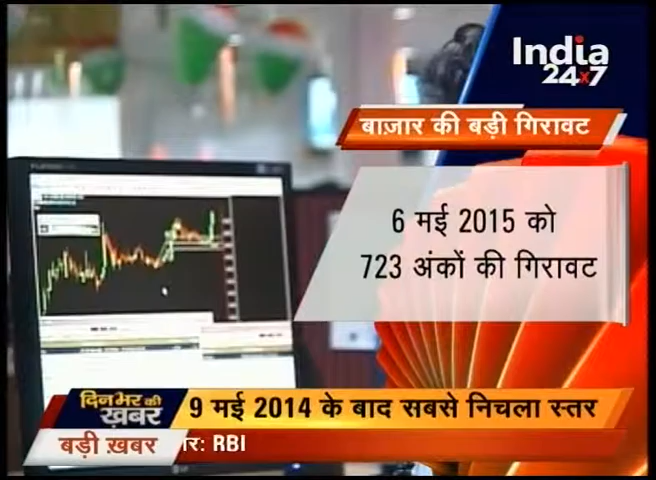 India
24x7
बाज़ार की बड़ी गिरावट
6 मई 2015 को
723 अंकों की गिरावट
दिन भर की
ख़बर
9 मई 2014 के बाद सबसे निचला स्तर
बड़ी ख़बर
र: RBI